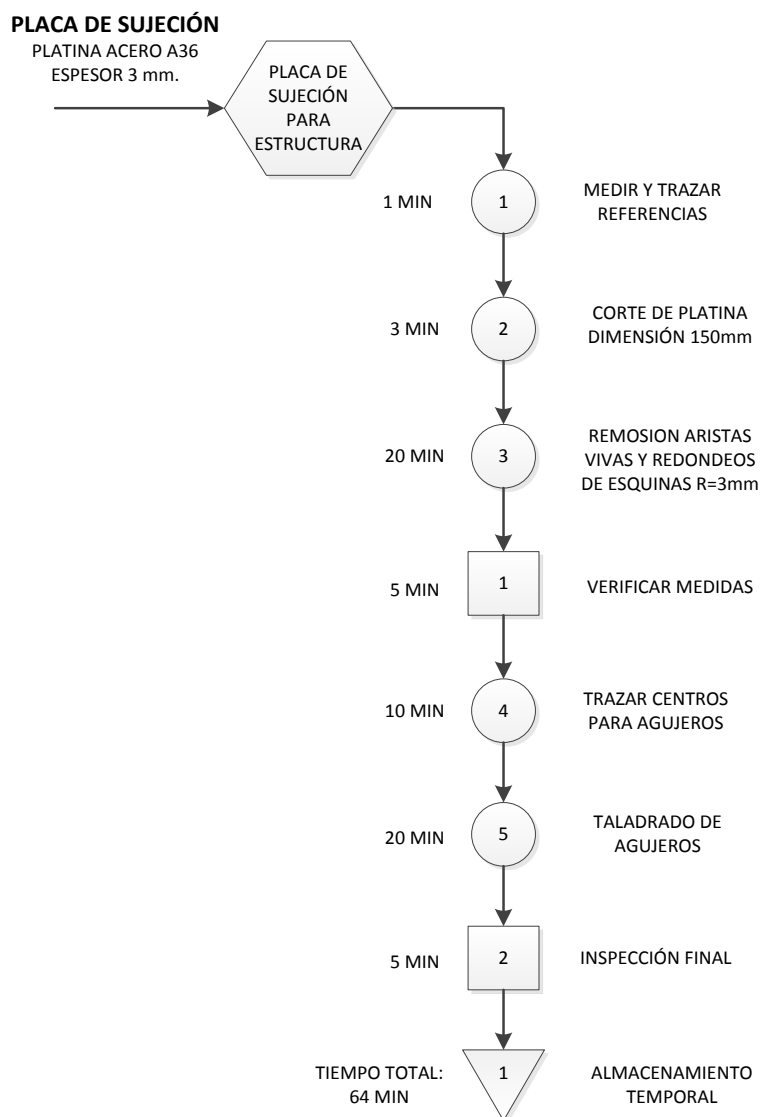 PLACA DE SUJECIÓN
PLATINA ACERO A36
ESPESOR 3 mm.
PLACA DE
SUJECIÓN
PARA
ESTRUCTURA
1 MIN
1
MEDIR Y TRAZAR
REFERENCIAS
3 MIN
2
CORTE DE PLATINA
DIMENSIÓN 150mm
20 MIN
3
REMOSION ARISTAS
VIVAS Y REDONDEOS
DE ESQUINAS R=3mm
5 MIN
1
VERIFICAR MEDIDAS
10 MIN
4
TRAZAR CENTROS
PARA AGUJEROS
20 MIN
5
TALADRADO DE
AGUJEROS
5 MIN
2
INSPECCIÓN FINAL
TIEMPO TOTAL:
64 MIN
1
ALMACENAMIENTO
TEMPORAL